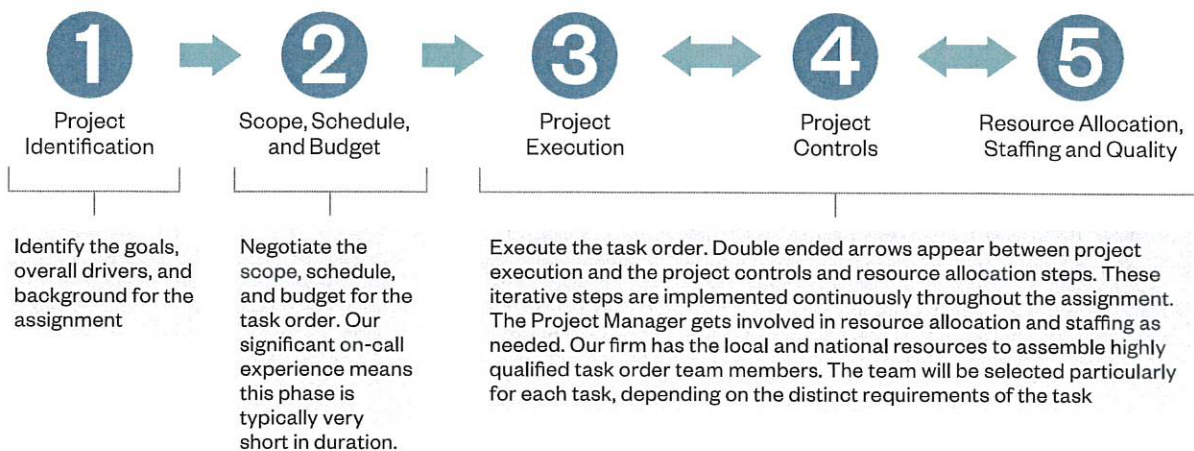 1
2
3
4
5
Project
Identification
Scope, Schedule,
and Budget
Project
Execution
Project
Controls
Resource Allocation,
Staffing and Quality
Identify the goals,
overall drivers, and
background for the
assignment
Negotiate the
scope, schedule,
and budget for the
task order. Our
significant on-call
experience means
this phase is
typically very
short in duration.
Execute the task order. Double ended arrows appear between project
execution and the project controls and resource allocation steps. These
iterative steps are implemented continuously throughout the assignment.
The Project Manager gets involved in resource allocation and staffing as
needed. Our firm has the local and national resources to assemble highly
qualified task order team members. The team will be selected particularly
for each task, depending on the distinct requirements of the task